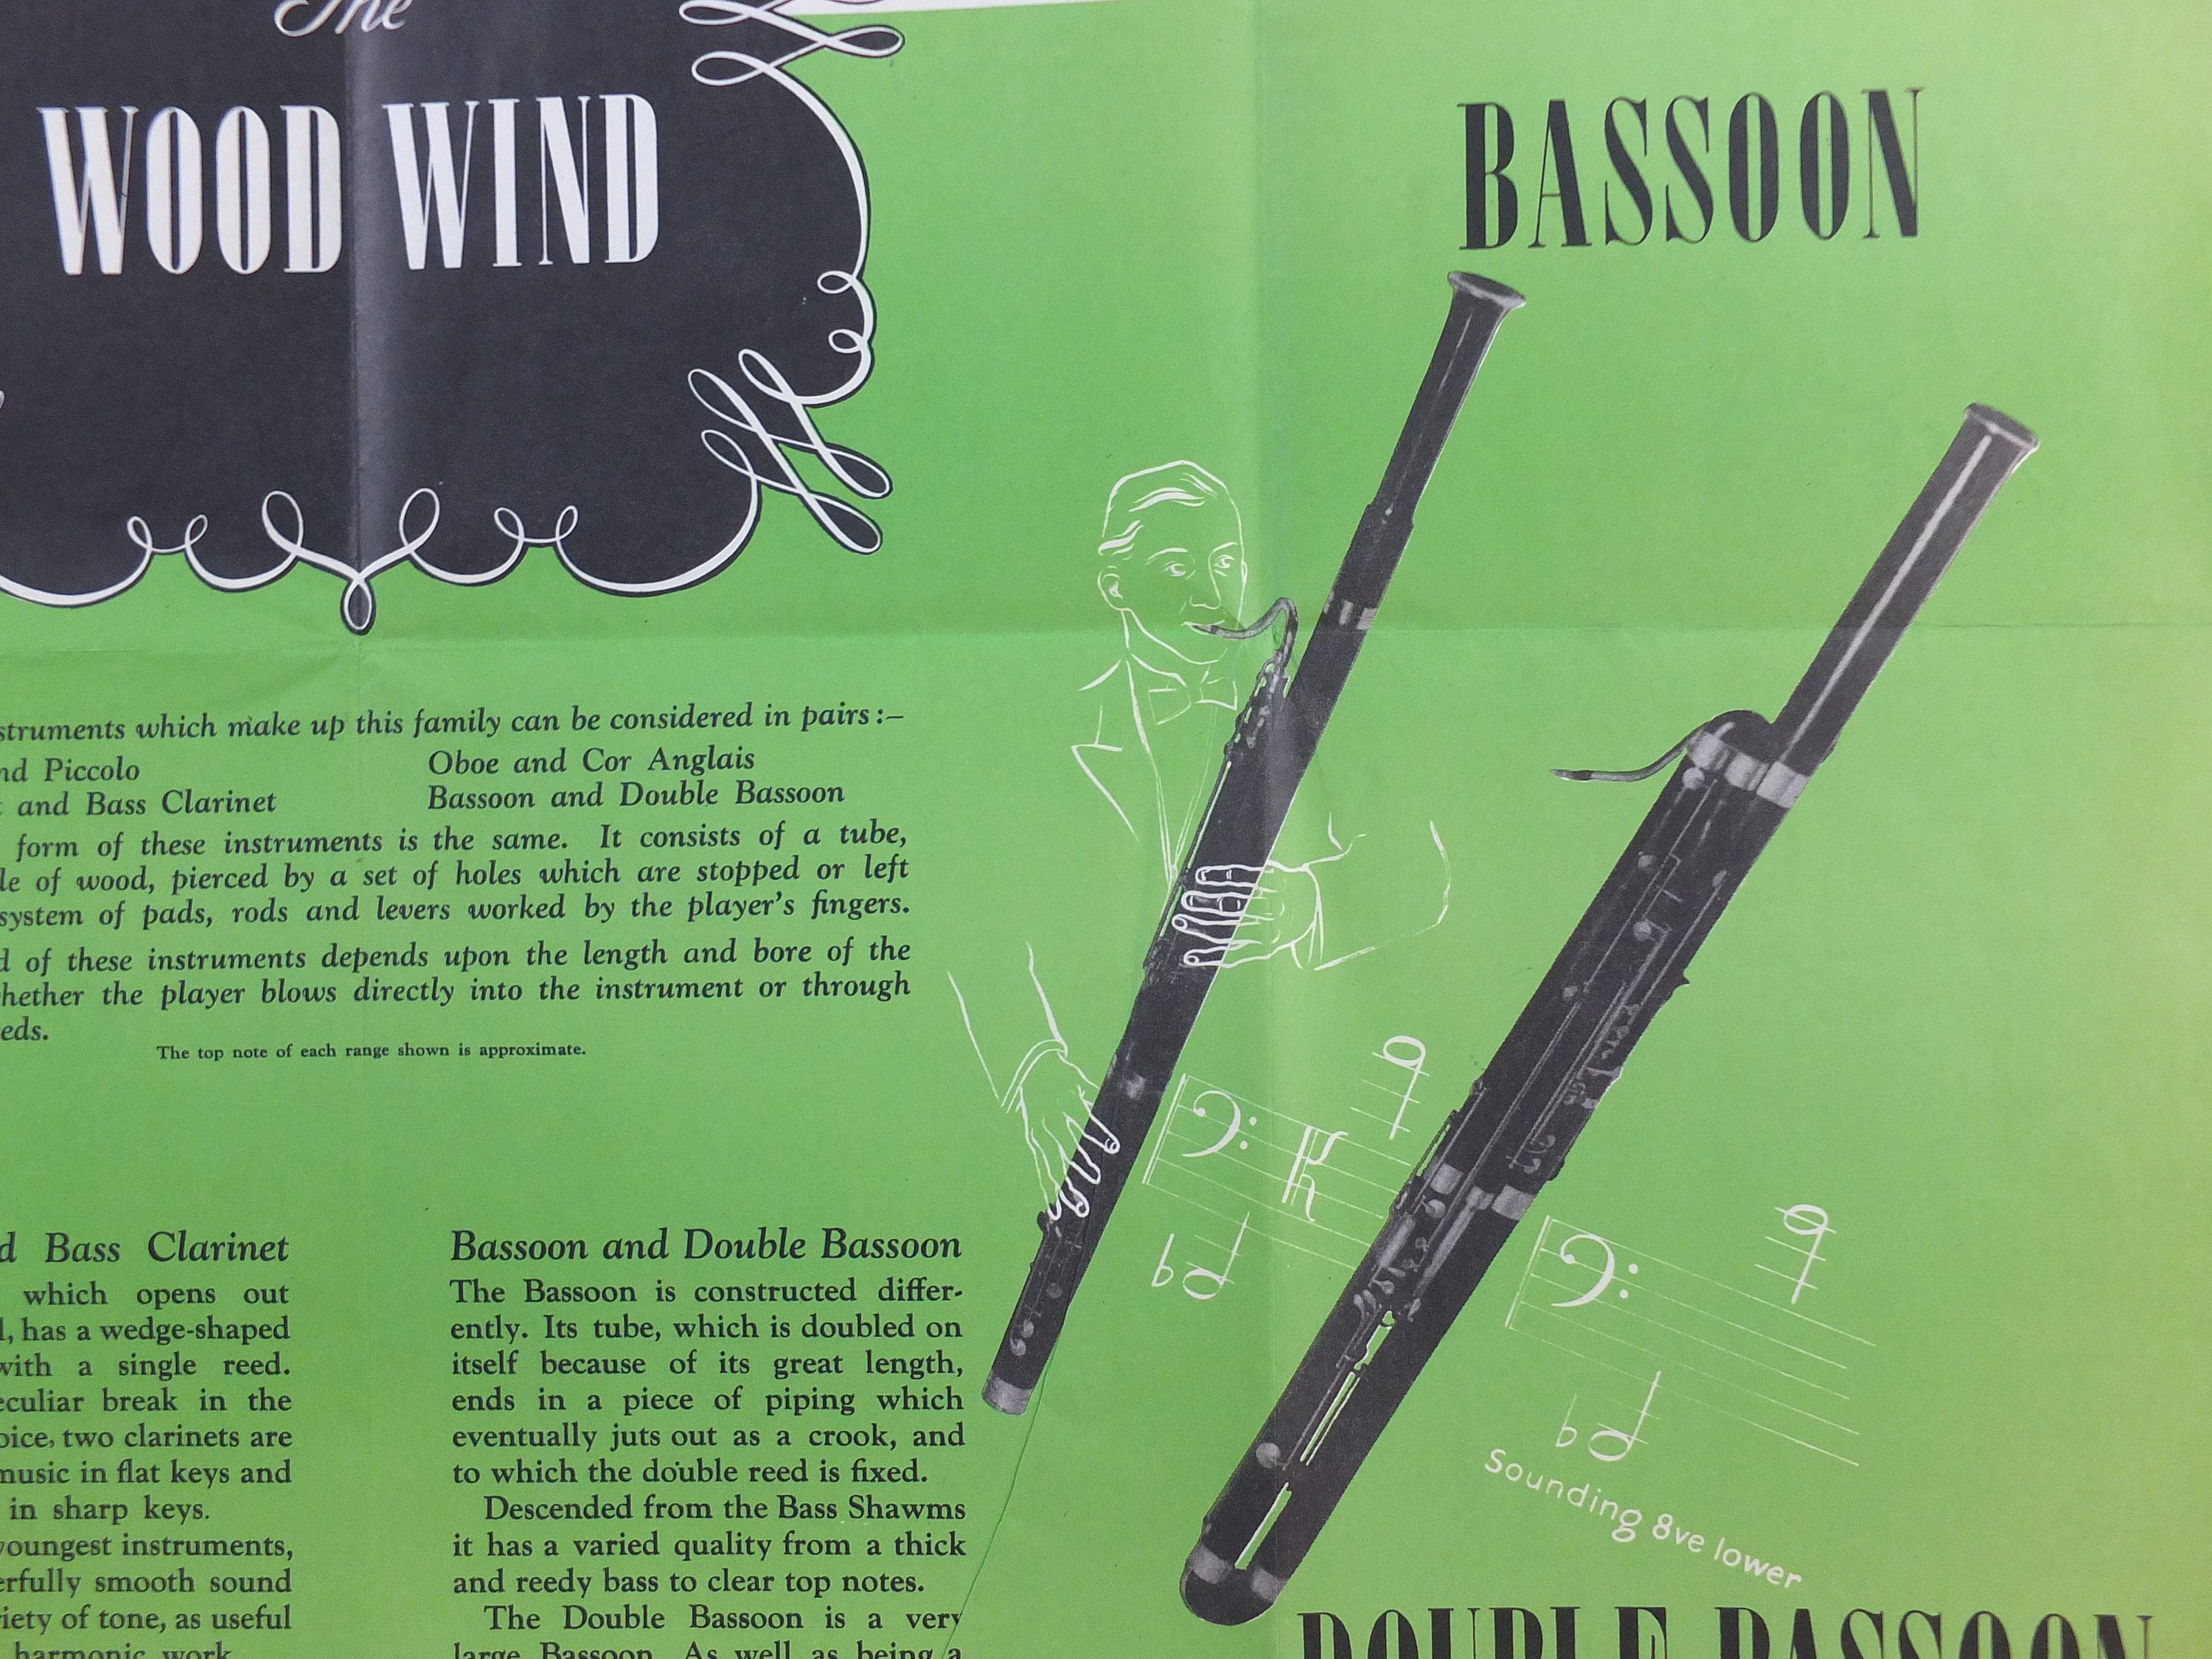 The
WOOD WIND
struments which make up this family can be considered in pairs :–
nd Piccolo
Oboe and Cor Anglais
and Bass Clarinet
Bassoon and Double Bassoon
form of these instruments is the same. It consists of a tube,
le of wood, pierced by a set of holes which are stopped or left
system of pads, rods and levers worked by the player's fingers.
d of these instruments depends upon the length and bore of the
hether the player blows directly into the instrument or through
eds.
The top note of each range shown is approximate.
d Bass Clarinet
which opens out
l, has a wedge-shaped
with a single reed.
eculiar break in the
oice, two clarinets are
music in flat keys and
in sharp keys.
youngest instruments,
erfully smooth sound
riety of tone, as useful
harmonic work
Bassoon and Double Bassoon
The Bassoon is constructed differ-
ently. Its tube, which is doubled on
itself because of its great length,
ends in a piece of piping which
eventually juts out as a crook, and
to which the double reed is fixed.
Descended from the Bass Shawms
it has a varied quality from a thick
and reedy bass to clear top notes.
The Double Bassoon is a very
large Bassoon. As well as being a
BASSOON
Sounding 8ve lower
DOUBLE BASSOON